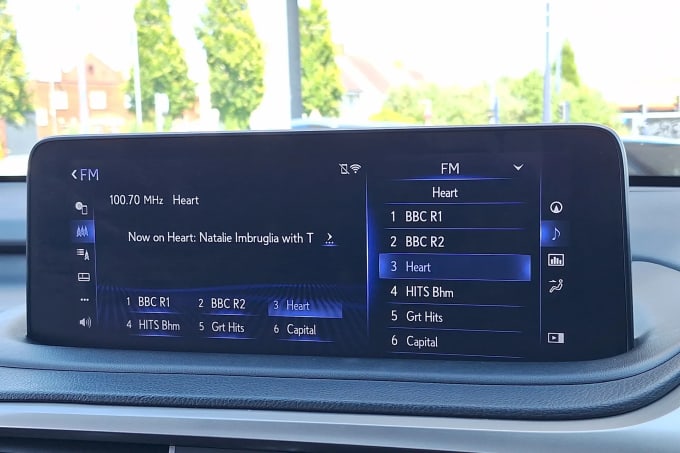 FM
100.70 MHz Heart
Now on Heart: Natalie Imbruglia with T
1 BBC R1 2 BBC R2 3 Heart
4 HITS Bhm 5 Grt Hits 6 Capital
FM
Heart
1 BBC R1
2 BBC R2
3 Heart
4 HITS Bhm
5 Grt Hits
6 Capital